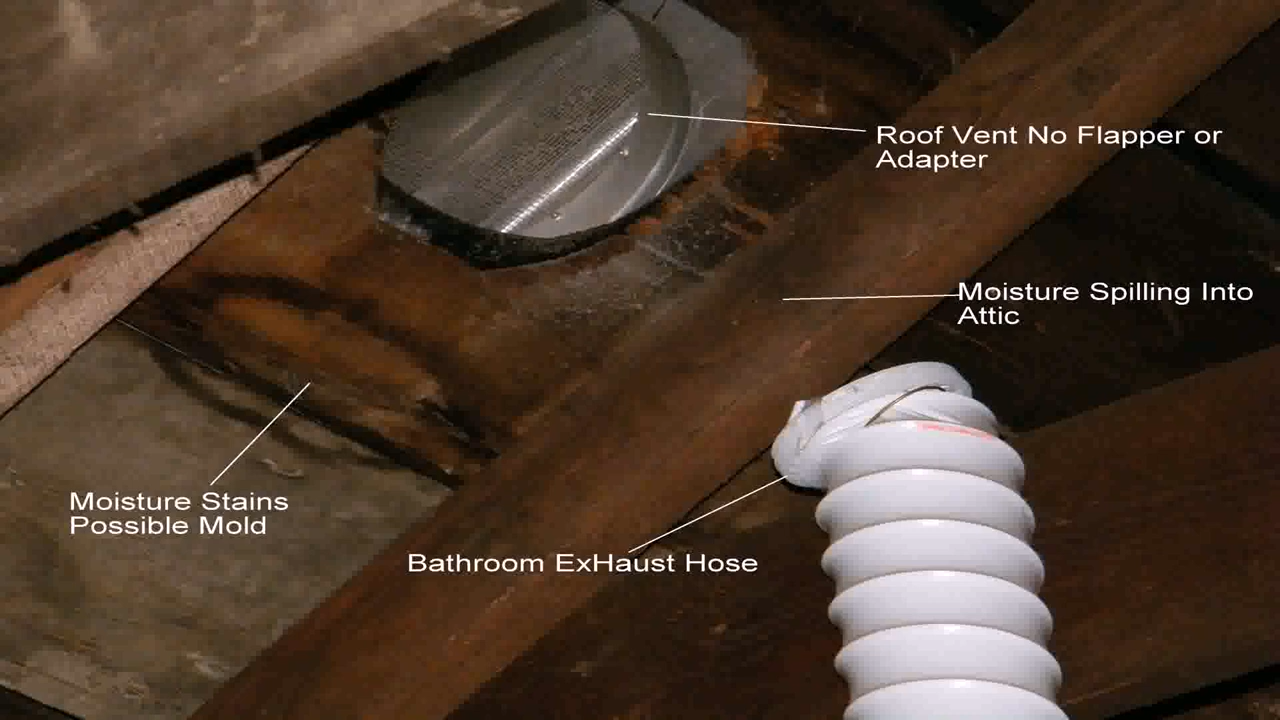 Roof Vent No Flapper or
Adapter
Moisture Spilling Into
Attic
Moisture Stains
Possible Mold
Bathroom ExHaust Hose